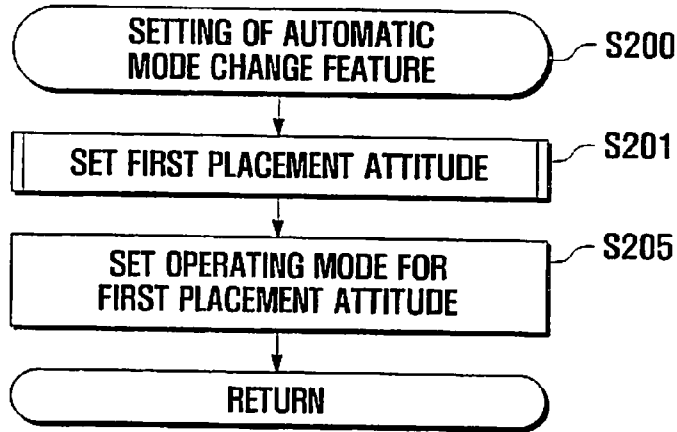 SETTING OF AUTOMATIC
MODE CHANGE FEATURE
S200
SET FIRST PLACEMENT ATTITUDE
S201
SET OPERATING MODE FOR
FIRST PLACEMENT ATTITUDE
S205
RETURN